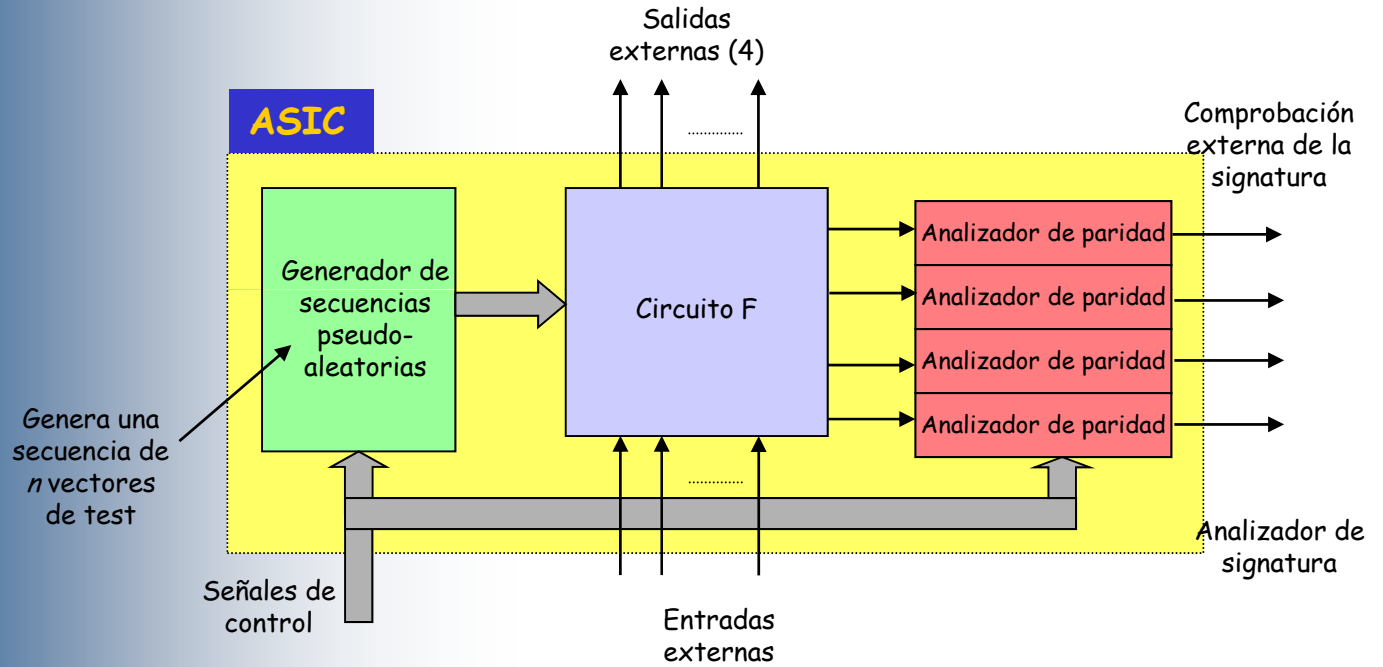 Salidas
externas (4)
ASIC
Comprobación
externa de la
signatura
Generador de
secuencias
pseudo-
aleatorias
Circuito F
Analizador de paridad
Analizador de paridad
Analizador de paridad
Analizador de paridad
Genera una
secuencia de
n vectores
de test
Señales de
control
Entradas
externas
Analizador de
signatura